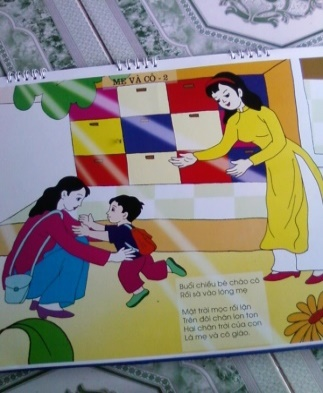 MẸ VÀ CÔ - 2
Buổi chiều bé chào cô
Rồi sà vào lòng mẹ
Mặt trời mọc rồi lặn
Trên đôi chân lon ton
Hai chân trời của con
Là mẹ và cô giáo.